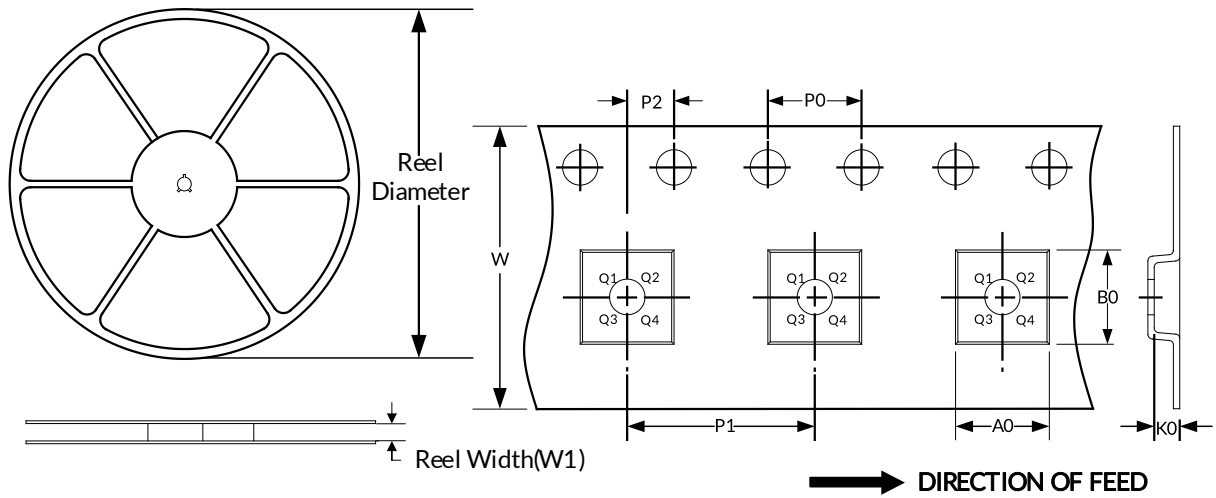 Reel
Diameter
P2
P0
W
Q1 Q2
Q3 Q4
Q1 Q2
Q3 Q4
Q1 Q2
Q3 Q4
B0
P1
A0
K0
Reel Width(W1)
DIRECTION OF FEED